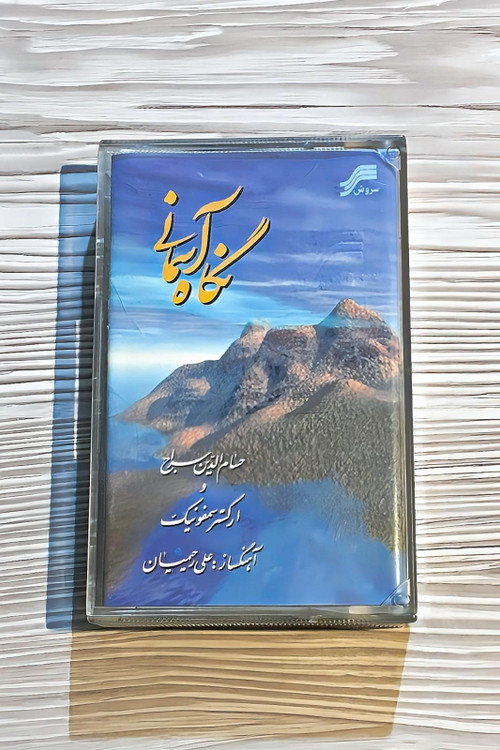 سروش
نگاه آسمانی
حسام الدین سراج
و
ارکستر سمفونیک
آهنگساز: علی رحیمیان